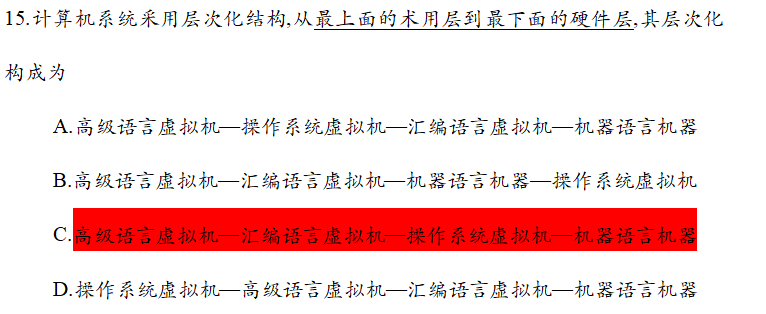 15.计算机系统采用层次化结构,从最上面的术用层到最下面的硬件层,其层次化
构成为
A.高级语言虚拟机—操作系统虚拟机—汇编语言虚拟机—机器语言机器
B.高级语言虚拟机—汇编语言虚拟机—机器语言机器—操作系统虚拟机
C.高级语言虚拟机—汇编语言虚拟机—操作系统虚拟机—机器语言机器
D.操作系统虚拟机—高级语言虚拟机—汇编语言虚拟机—机器语言机器